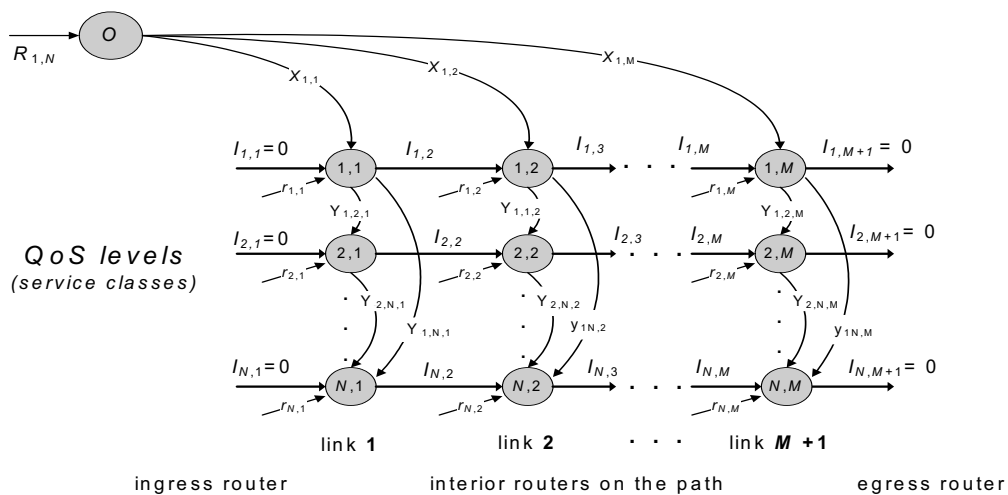 O
R 1,N
X 1,1
X 1,2
X 1,M
I 1,1 = 0
I 1,2
I 1,3
I 1,M
I 1,M+1 = 0
1,1
1,2
· · ·
1,M
r 1,1
r 1,2
r 1,M
Y 1,2,1
Y 1,1,2
Y 1,2,M
I 2,1 = 0
I 2,2
I 2,3
I 2,M
I 2,M+1 = 0
QoS levels
(service classes)
2,1
2,2
2,M
r 2,1
r 2,2
r 2,M
Y 2,N,1
Y 2,N,2
Y 2,N,M
Y 1,N,1
y 1N,2
y 1N,M
I N,1 = 0
I N,2
I N,3
I N,M
I N,M+1 = 0
N,1
N,2
· · ·
N,M
r N,1
r N,2
r N,M
link 1
link 2
· · ·
link M +1
ingress router
interior routers on the path
egress router